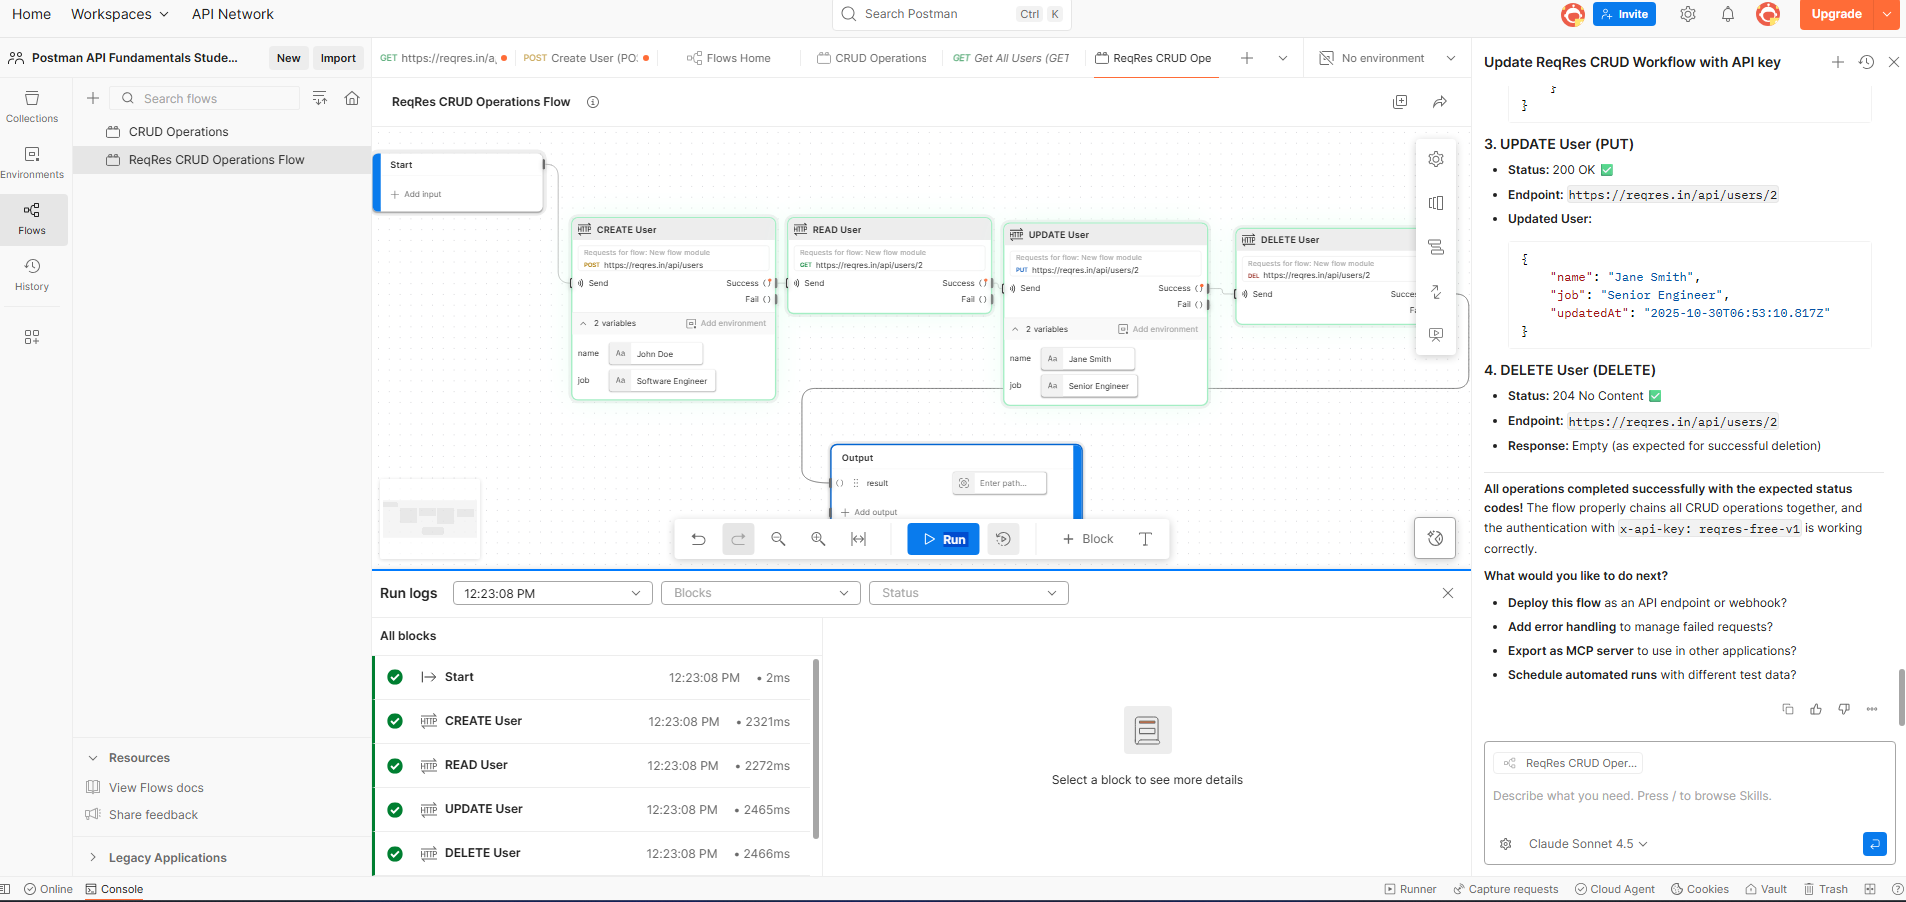 Home Workspaces API Network Search Postman Ctrl K Invite Upgrade
Postman API Fundamentals Stude... New Import
GET https://reqres.in/a POST Create User (PO Flows Home CRUD Operations GET Get All Users (GET ReqRes CRUD Ope No environment
Update ReqRes CRUD Workflow with API key
Collections
Environments
Flows
History
Search flows
CRUD Operations
ReqRes CRUD Operations Flow
Resources
View Flows docs
Share feedback
Legacy Applications
ReqRes CRUD Operations Flow
Start
Add input
CREATE User
Requests for flow: New flow module
POST https://reqres.in/api/users
Send Success
Fail ()
2 variables Add environment
name Aa John Doe
job Aa Software Engineer
READ User
Requests for flow: New flow module
GET https://reqres.in/api/users/2
Send Success
Fail ()
UPDATE User
Requests for flow: New flow module
PUT https://reqres.in/api/users/2
Send Success
Fail ()
2 variables Add environment
name Aa Jane Smith
job Aa Senior Engineer
DELETE User
Requests for flow: New flow module
DEL https://reqres.in/api/users/2
Send Succe
Fa
Output
() result Enter path...
Add output
Run Block T
Run logs 12:23:08 PM Blocks Status
All blocks
Start 12:23:08 PM • 2ms
CREATE User 12:23:08 PM • 2321ms
READ User 12:23:08 PM • 2272ms
UPDATE User 12:23:08 PM • 2465ms
DELETE User 12:23:08 PM • 2466ms
Select a block to see more details
}
}
3. UPDATE User (PUT)
• Status: 200 OK ✅
• Endpoint: https://reqres.in/api/users/2
• Updated User:
{
"name": "Jane Smith",
"job": "Senior Engineer",
"updatedAt": "2025-10-30T06:53:10.817Z"
}
4. DELETE User (DELETE)
• Status: 204 No Content ✅
• Endpoint: https://reqres.in/api/users/2
• Response: Empty (as expected for successful deletion)
All operations completed successfully with the expected status
codes! The flow properly chains all CRUD operations together, and
the authentication with x-api-key: reqres-free-v1 is working
correctly.
What would you like to do next?
• Deploy this flow as an API endpoint or webhook?
• Add error handling to manage failed requests?
• Export as MCP server to use in other applications?
• Schedule automated runs with different test data?
ReqRes CRUD Oper...
Describe what you need. Press / to browse Skills.
Claude Sonnet 4.5
Online Console Runner Capture requests Cloud Agent Cookies Vault Trash